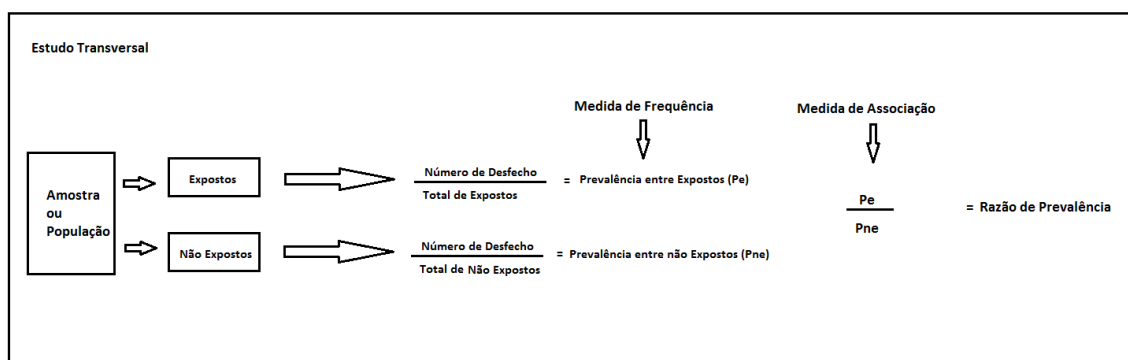 Estudo Transversal
Medida de Frequência
Medida de Associação
Amostra
ou
População
Expostos
Número de Desfecho
Total de Expostos
= Prevalência entre Expostos (Pe)
Pe
Pne
= Razão de Prevalência
Não Expostos
Número de Desfecho
Total de Não Expostos
= Prevalência entre não Expostos (Pne)